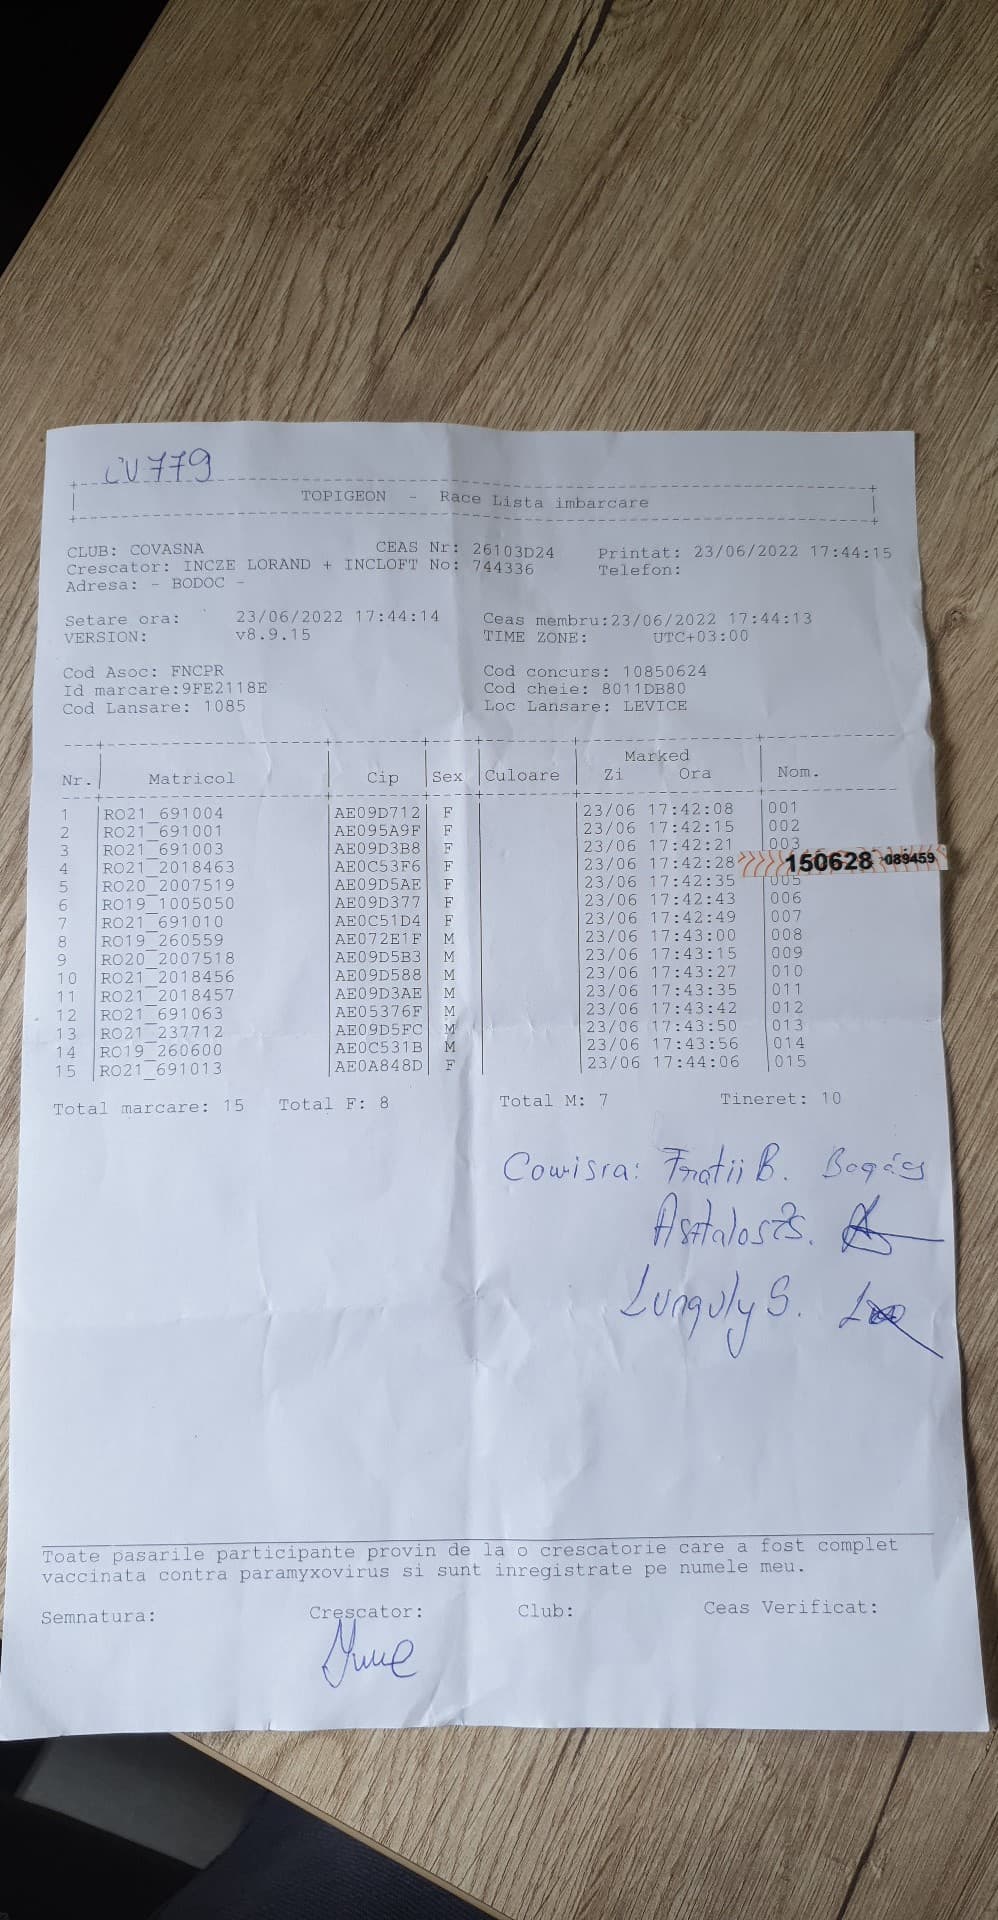 CU 779
TOPIGEON - Race Lista imbarcare
CLUB: COVASNA CEAS Nr: 26103D24 Printat: 23/06/2022 17:44:15
Crescator: INCZE LORAND + INCLOFT No: 744336 Telefon:
Adresa: - BODOC -
Setare ora: 23/06/2022 17:44:14 Ceas membru:23/06/2022 17:44:13
VERSION: v8.9.15 TIME ZONE: UTC+03:00
Cod Asoc: FNCPR Cod concurs: 10850624
Id marcare:9FE2118E Cod cheie: 8011DB80
Cod Lansare: 1085 Loc Lansare: LEVICE
Marked
Nr. Matricol Cip Sex Culoare Zi Ora Nom.
1 RO21_691004 AE09D712 F 23/06 17:42:08 001
2 RO21_691001 AE095A9F F 23/06 17:42:15 002
3 RO21_691003 AE09D3B8 F 23/06 17:42:21 003
4 RO21_2018463 AE0C53F6 F 23/06 17:42:28 150628 089459
5 RO20_2007519 AE09D5AE F 23/06 17:42:35 005
6 RO19_1005050 AE09D377 F 23/06 17:42:43 006
7 RO21_691010 AE0C51D4 F 23/06 17:42:49 007
8 RO19_260559 AE072E1F M 23/06 17:43:00 008
9 RO20_2007518 AE09D5B3 M 23/06 17:43:15 009
10 RO21_2018456 AE09D588 M 23/06 17:43:27 010
11 RO21_2018457 AE09D3AE M 23/06 17:43:35 011
12 RO21_691063 AE05376F M 23/06 17:43:42 012
13 RO21_237712 AE09D5FC M 23/06 17:43:50 013
14 RO19_260600 AE0C531B M 23/06 17:43:56 014
15 RO21_691013 AE0A848D F 23/06 17:44:06 015
Total marcare: 15 Total F: 8 Total M: 7 Tineret: 10
Comisia: Fratii B. Bogács
Asztalos Zs.
Lunguly S.
Toate pasarile participante provin de la o crescatorie care a fost complet
vaccinata contra paramyxovirus si sunt inregistrate pe numele meu.
Semnatura: Crescator: Club: Ceas Verificat: